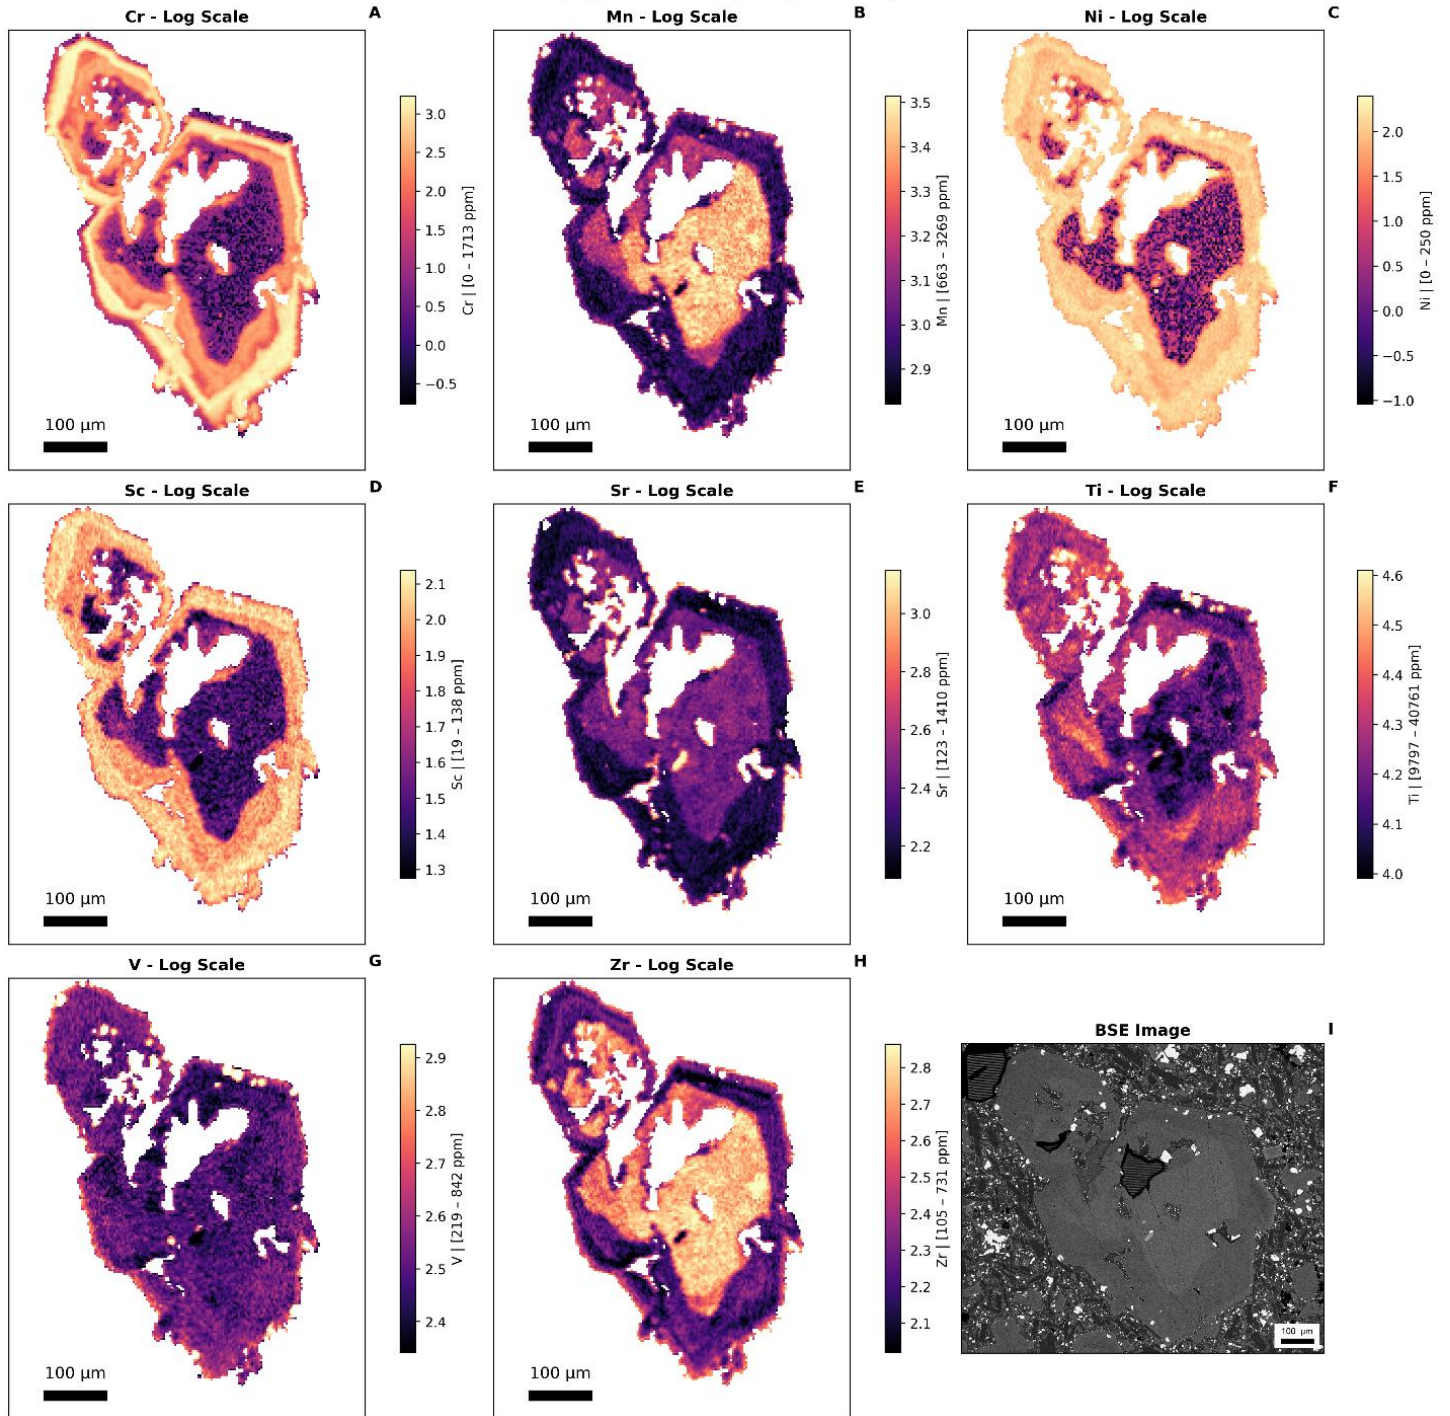 Cr - Log Scale
A
3.0
2.5
2.0
1.5
1.0
0.5
0.0
−0.5
Cr | [0 – 1713 ppm]
100 μm
Mn - Log Scale
B
3.5
3.4
3.3
3.2
3.1
3.0
2.9
Mn | [663 – 3269 ppm]
100 μm
Ni - Log Scale
C
2.0
1.5
1.0
0.5
0.0
−0.5
−1.0
Ni | [0 – 250 ppm]
100 μm
Sc - Log Scale
D
2.1
2.0
1.9
1.8
1.7
1.6
1.5
1.4
1.3
Sc | [19 – 138 ppm]
100 μm
Sr - Log Scale
E
3.0
2.8
2.6
2.4
2.2
Sr | [123 – 1410 ppm]
100 μm
Ti - Log Scale
F
4.6
4.5
4.4
4.3
4.2
4.1
4.0
Ti | [9797 – 40761 ppm]
100 μm
V - Log Scale
G
2.9
2.8
2.7
2.6
2.5
2.4
V | [219 – 842 ppm]
100 μm
Zr - Log Scale
H
2.8
2.7
2.6
2.5
2.4
2.3
2.2
2.1
Zr | [105 – 731 ppm]
100 μm
BSE Image
I
100 μm